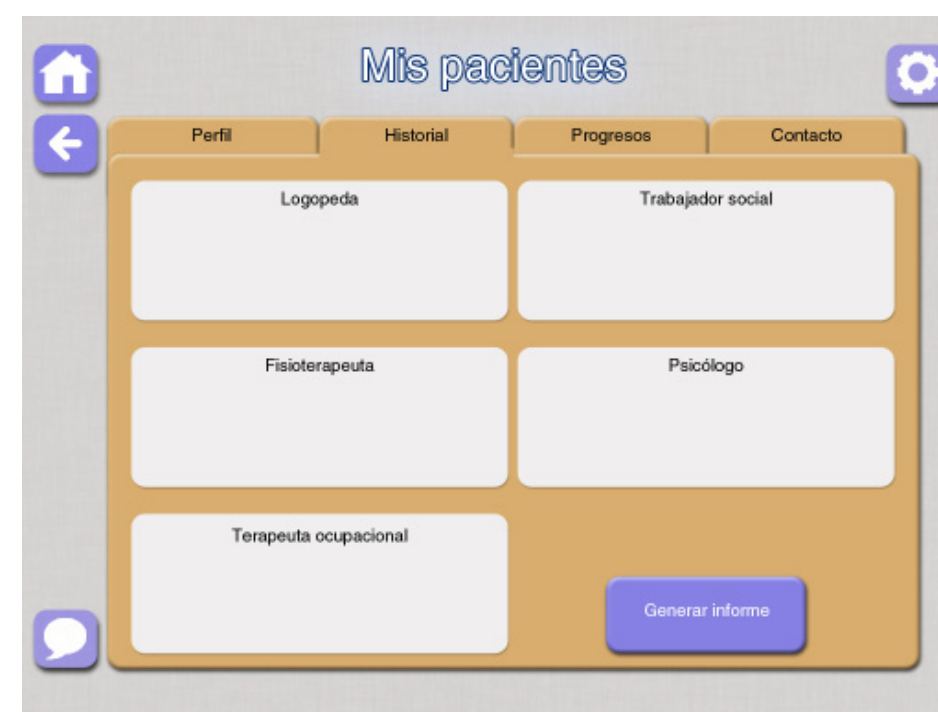 Mis pacientes
Perfil
Historial
Progresos
Contacto
Logopeda
Trabajador social
Fisioterapeuta
Psicólogo
Terapeuta ocupacional
Generar informe